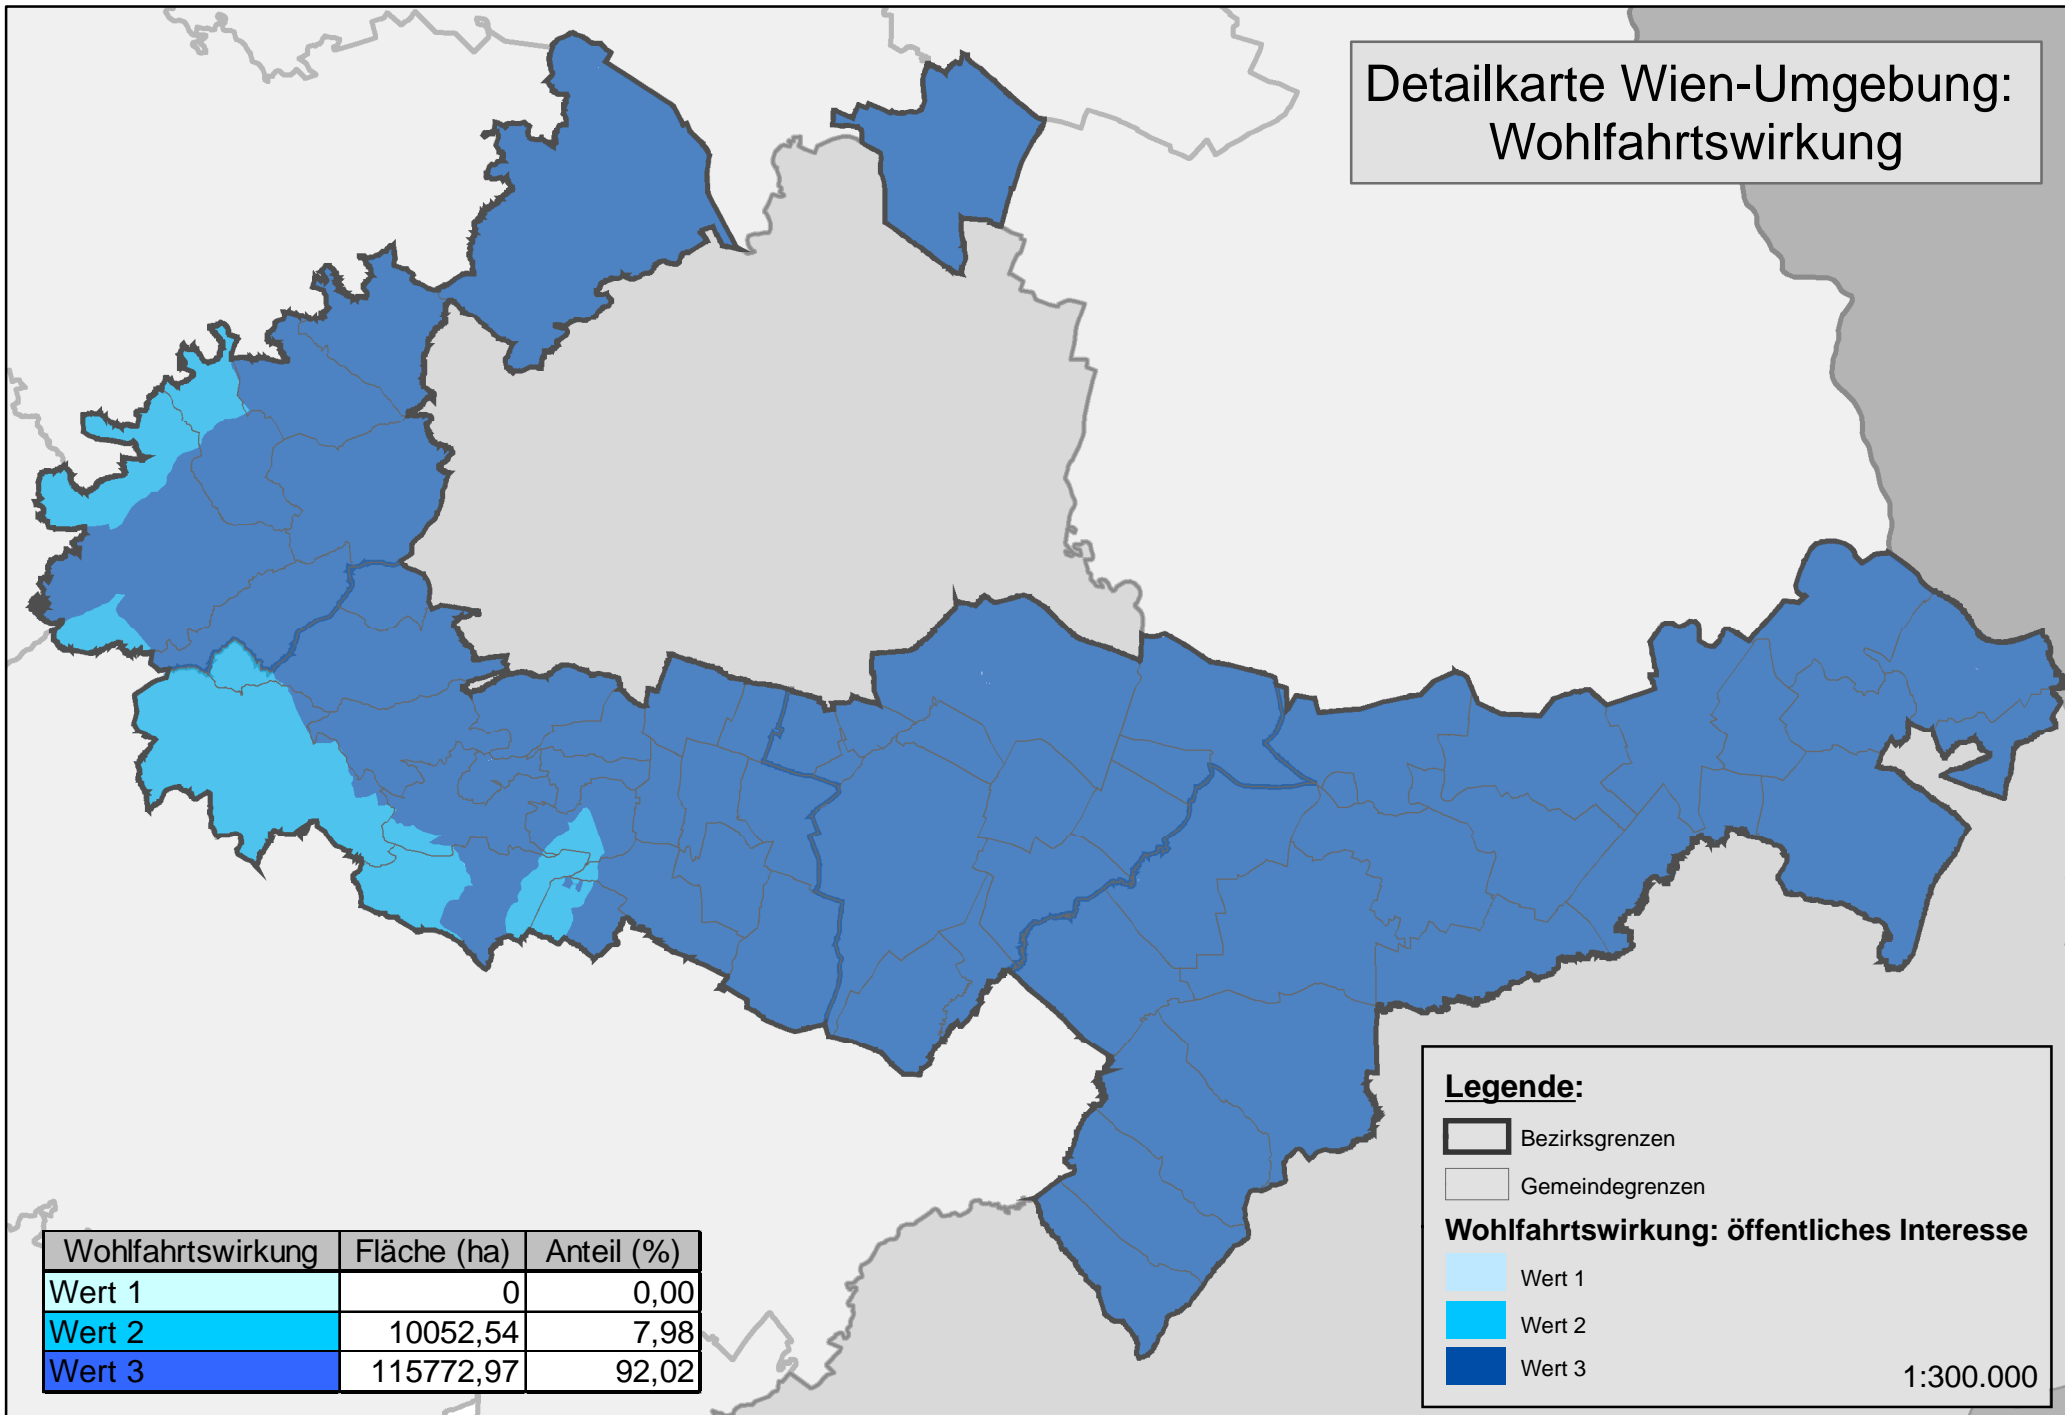 Detailkarte Wien-Umgebung:
Wohlfahrtswirkung
Legende:
Bezirksgrenzen
Gemeindegrenzen
Wohlfahrtswirkung: öffentliches Interesse
Wert 1
Wert 2
Wert 3
1:300.000
Wohlfahrtswirkung Fläche (ha) Anteil (%)
Wert 1 0 0,00
Wert 2 10052,54 7,98
Wert 3 115772,97 92,02